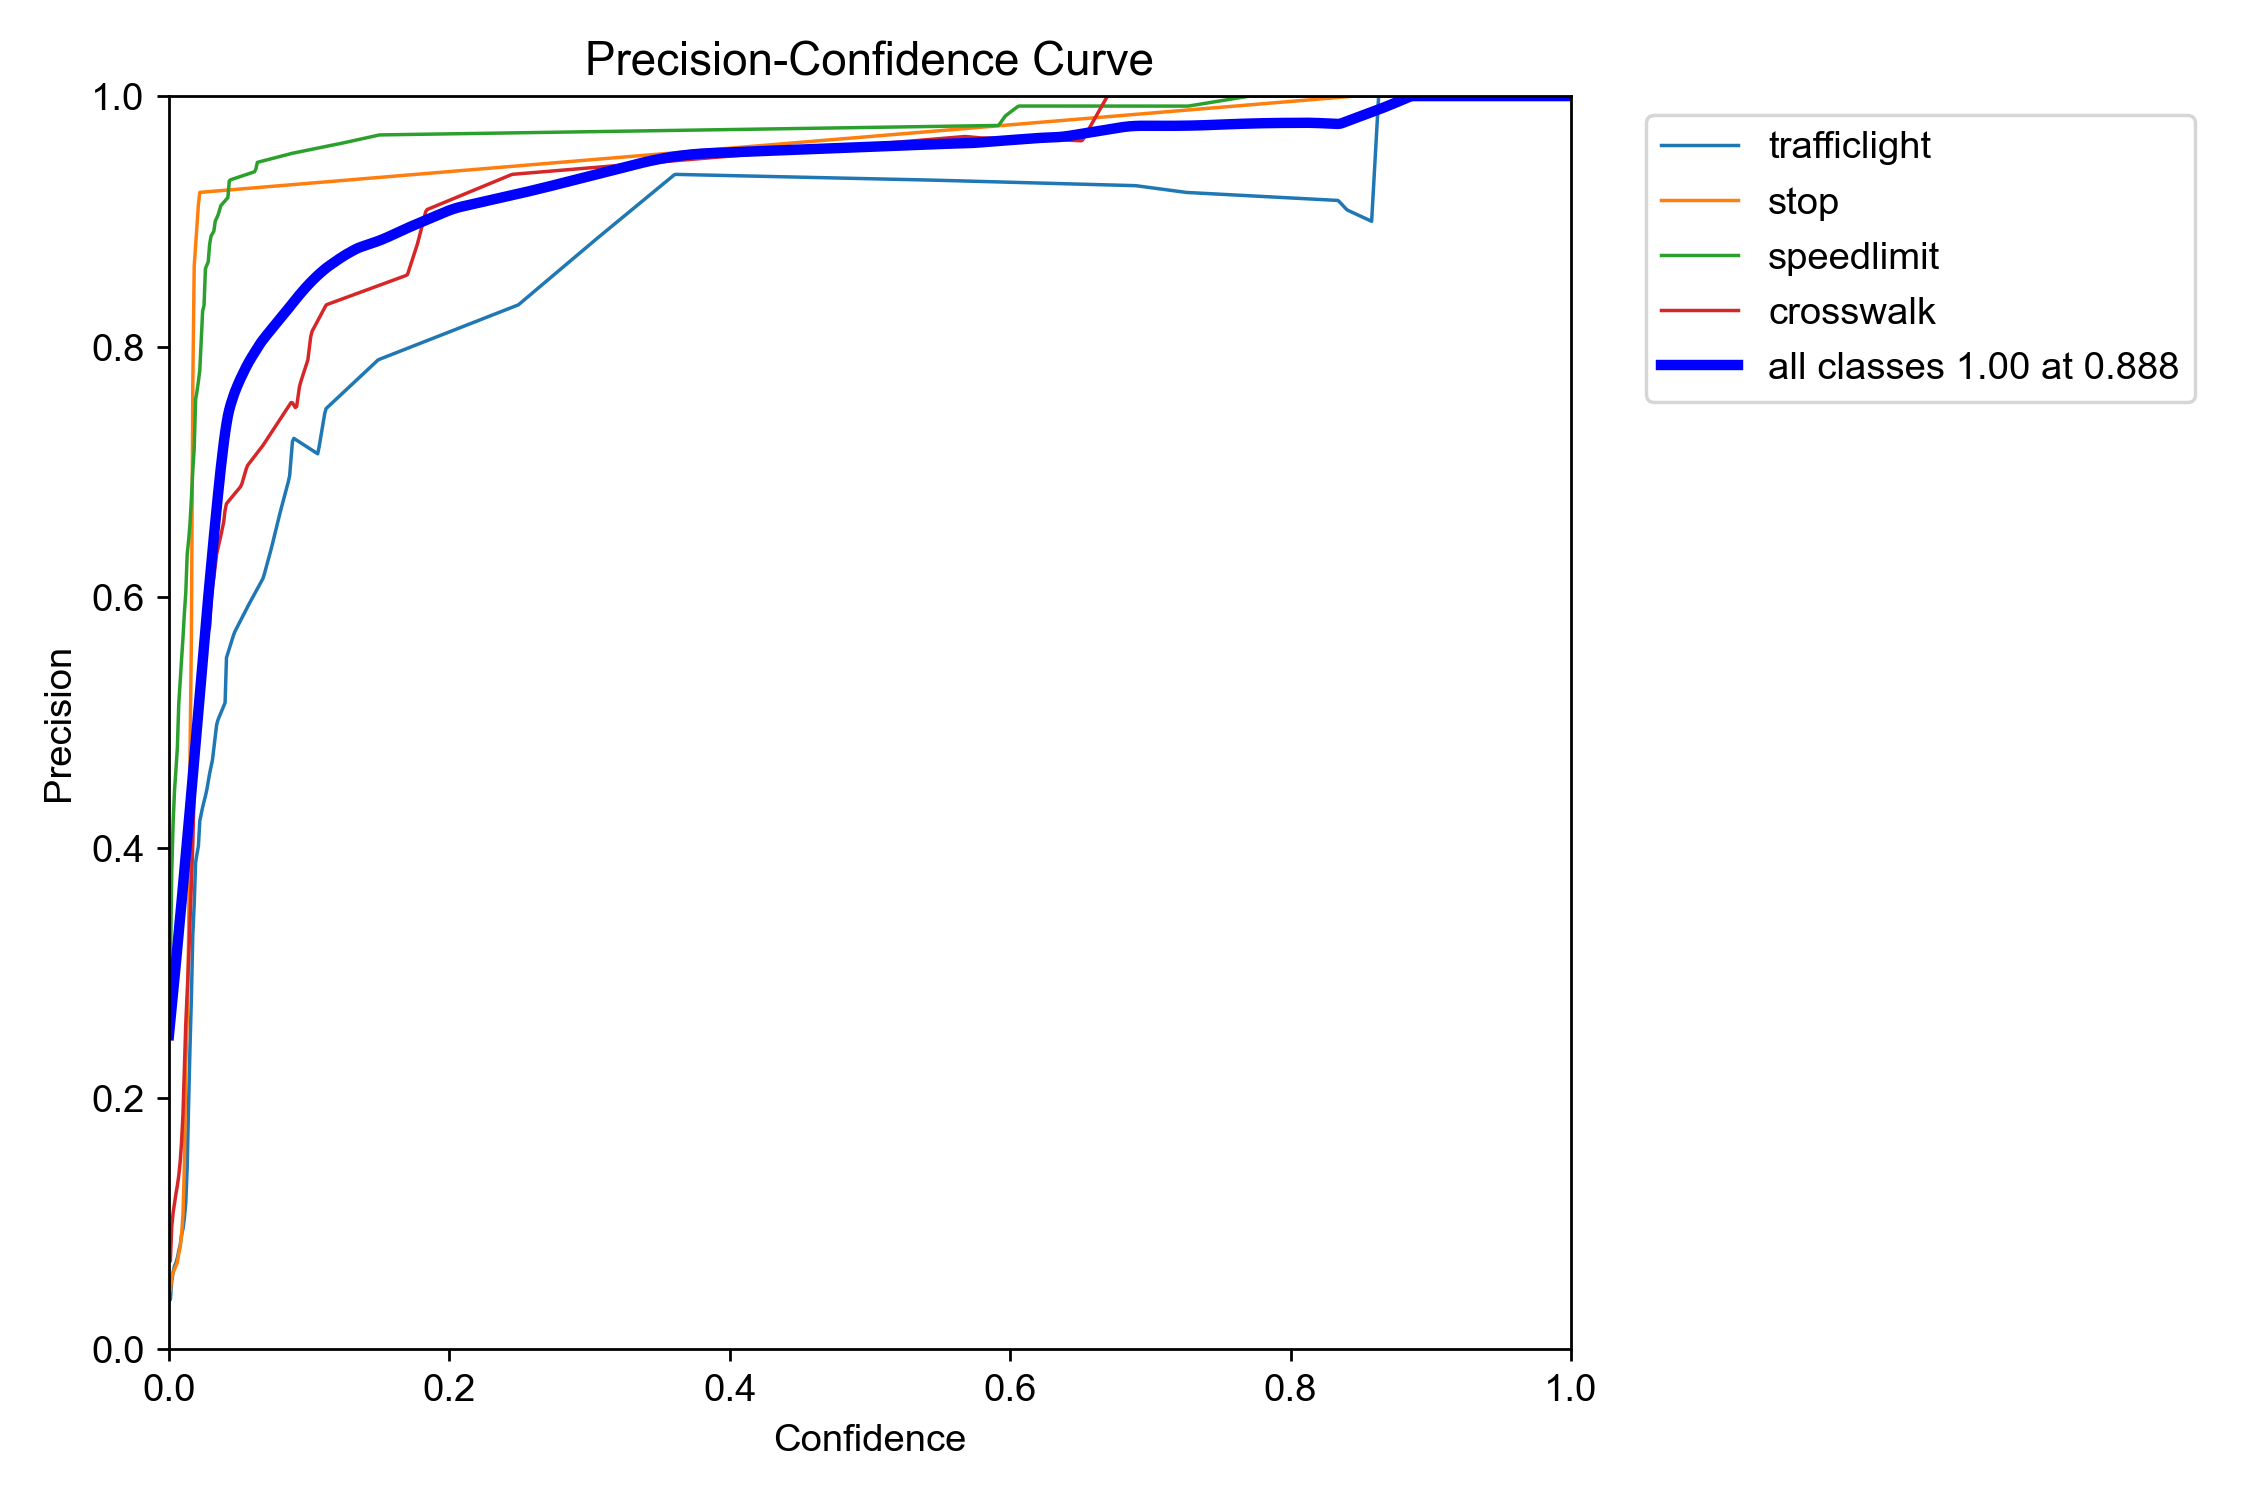 Precision-Confidence Curve
1.0
0.8
0.6
0.4
0.2
0.0
Precision
0.0 0.2 0.4 0.6 0.8 1.0
Confidence
trafficlight
stop
speedlimit
crosswalk
all classes 1.00 at 0.888